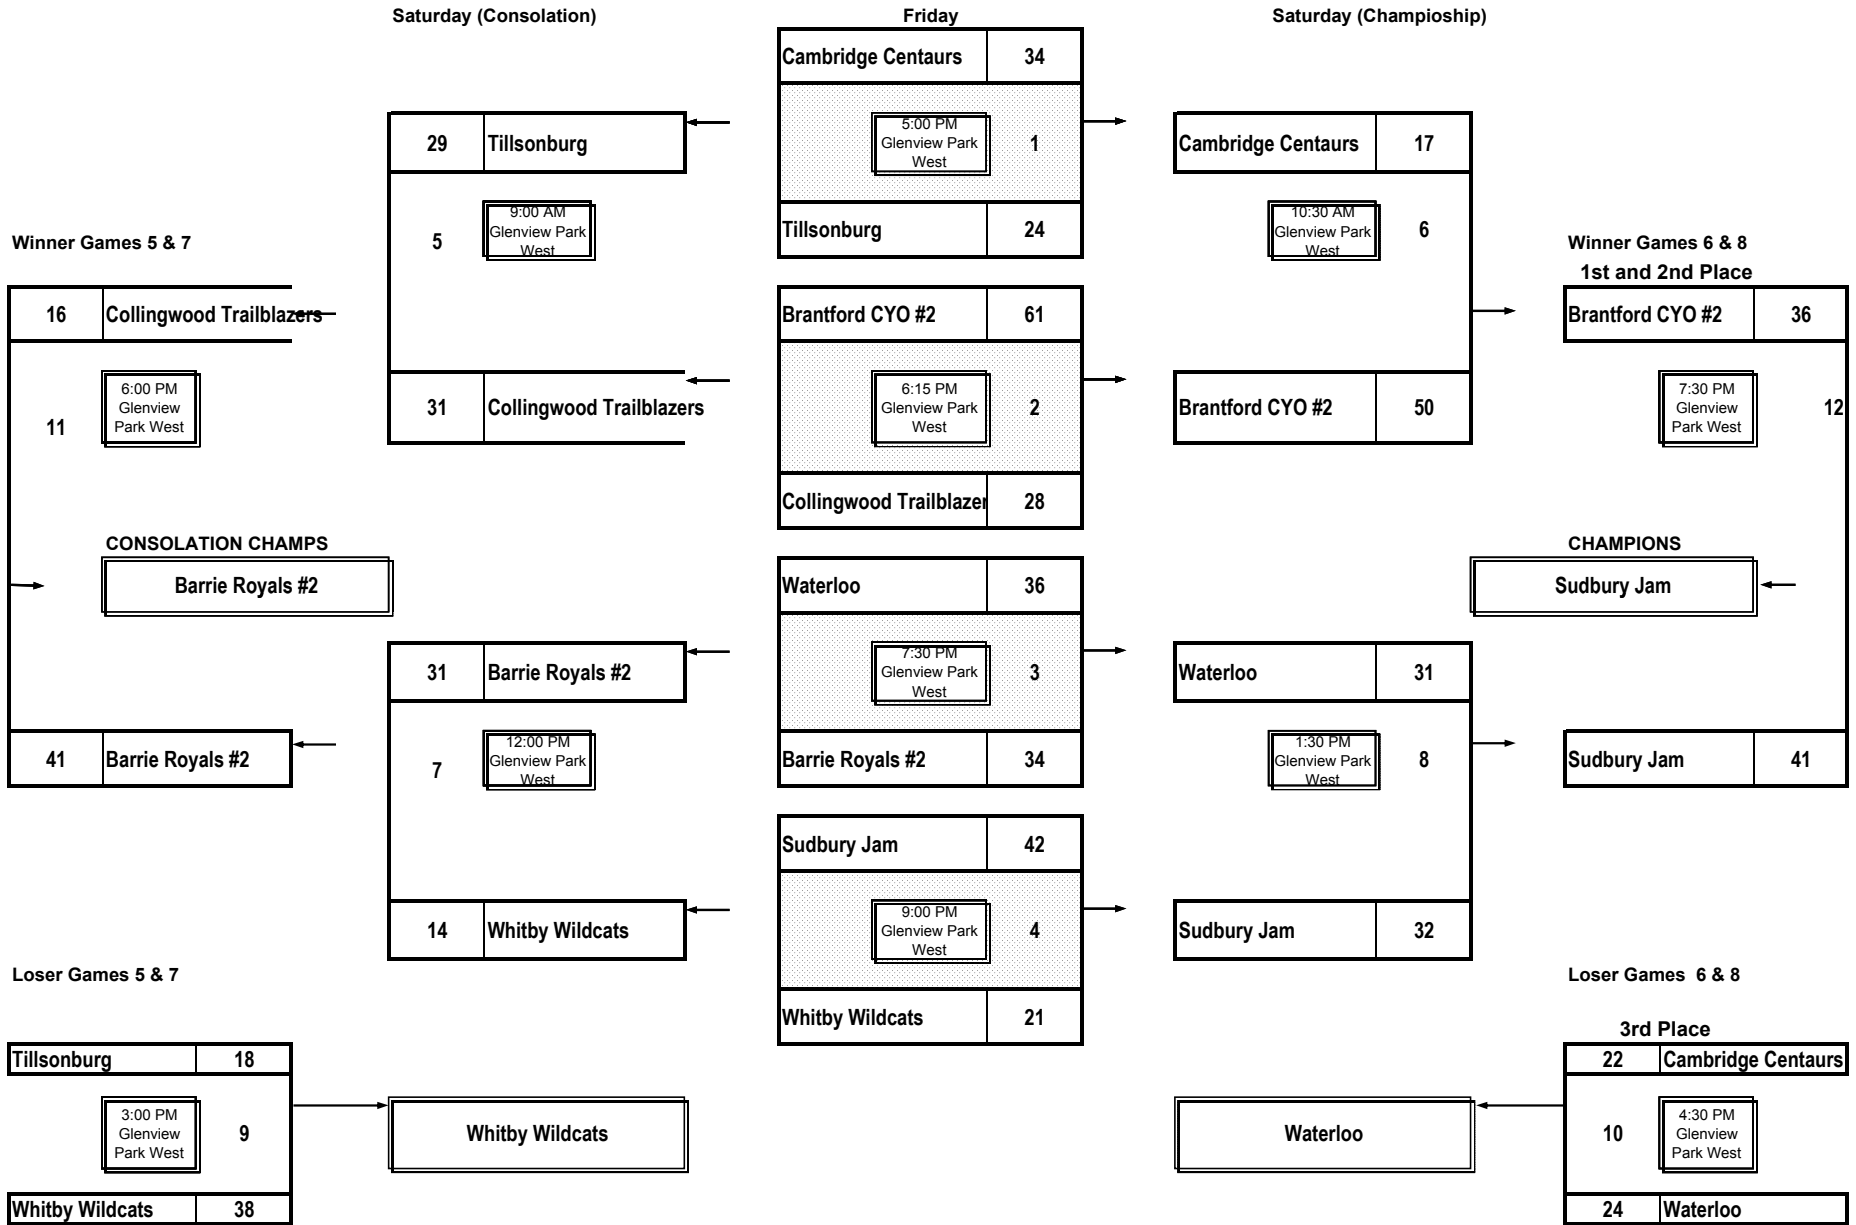 Saturday (Consolation)
Friday
Saturday (Champioship)
Cambridge Centaurs 34
5:00 PM
Glenview Park
West
1
Tillsonburg 24
29 Tillsonburg
5
9:00 AM
Glenview Park
West
31 Collingwood Trailblazers
Cambridge Centaurs 17
10:30 AM
Glenview Park
West
6
Brantford CYO #2 50
Winner Games 5 & 7
16 Collingwood Trailblazers
11
6:00 PM
Glenview
Park West
CONSOLATION CHAMPS
Barrie Royals #2
41 Barrie Royals #2
Brantford CYO #2 61
6:15 PM
Glenview Park
West
2
Collingwood Trailblazer 28
Winner Games 6 & 8
1st and 2nd Place
Brantford CYO #2 36
7:30 PM
Glenview
Park West
12
CHAMPIONS
Sudbury Jam
Sudbury Jam 41
Waterloo 36
7:30 PM
Glenview Park
West
3
Barrie Royals #2 34
31 Barrie Royals #2
7
12:00 PM
Glenview Park
West
14 Whitby Wildcats
Waterloo 31
1:30 PM
Glenview Park
West
8
Sudbury Jam 32
Sudbury Jam 42
9:00 PM
Glenview Park
West
4
Whitby Wildcats 21
Loser Games 5 & 7
Tillsonburg 18
3:00 PM
Glenview
Park West
9
Whitby Wildcats 38
Whitby Wildcats
Loser Games 6 & 8
3rd Place
22 Cambridge Centaurs
10
4:30 PM
Glenview
Park West
24 Waterloo
Waterloo